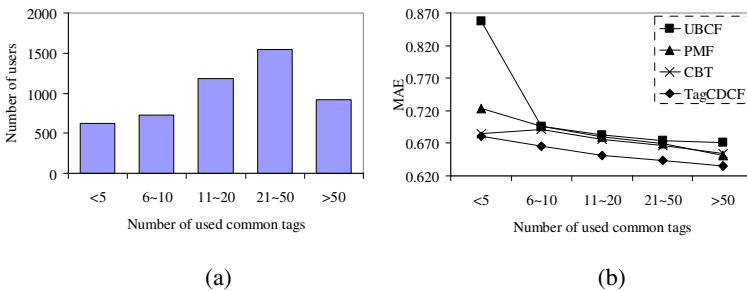 2000
1500
1000
500
0
Number of users
<5 6~10 11~20 21~50 >50
Number of used common tags
(a)
0.870
0.820
0.770
0.720
0.670
0.620
MAE
UBCF
PMF
CBT
TagCDCF
<5 6~10 11~20 21~50 >50
Number of used common tags
(b)